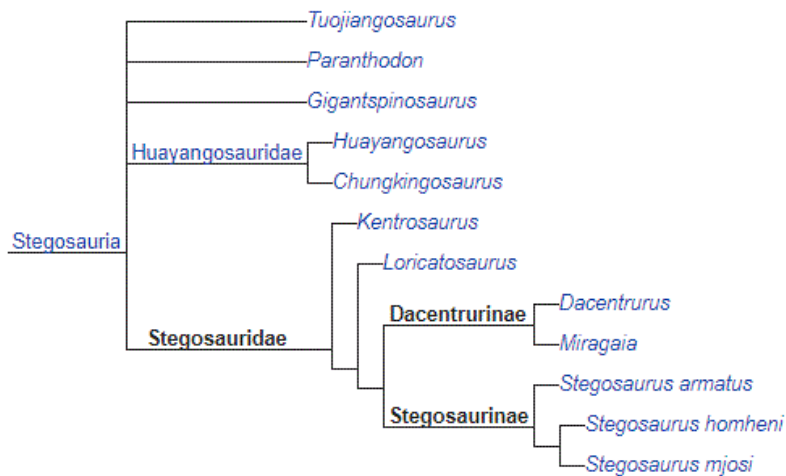 Tuojiangosaurus
Paranthodon
Gigantspinosaurus
Huayangosauridae
Huayangosaurus
Chungkingosaurus
Stegosauria
Kentrosaurus
Loricatosaurus
Stegosauridae
Dacentrurinae
Dacentrurus
Miragaia
Stegosaurinae
Stegosaurus armatus
Stegosaurus homheni
Stegosaurus mjosi